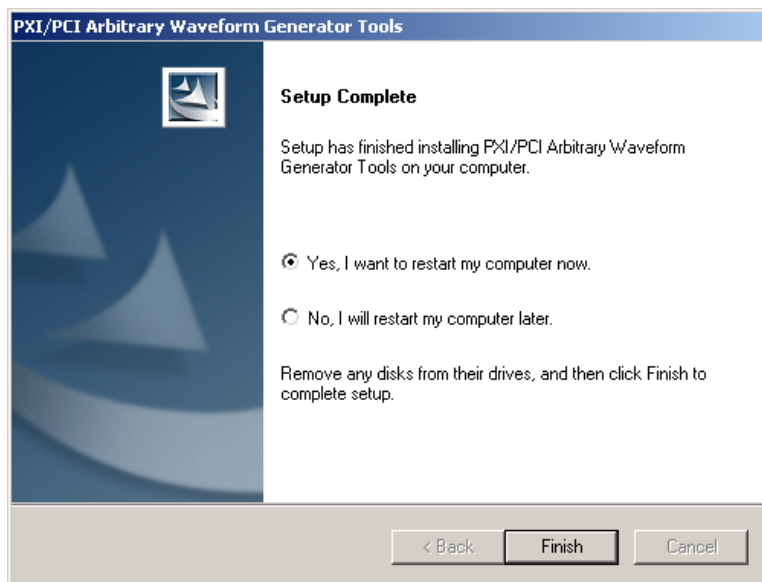 PXI/PCI Arbitrary Waveform Generator Tools
Setup Complete
Setup has finished installing PXI/PCI Arbitrary Waveform
Generator Tools on your computer.
Yes, I want to restart my computer now.
No, I will restart my computer later.
Remove any disks from their drives, and then click Finish to
complete setup.
< Back
Finish
Cancel